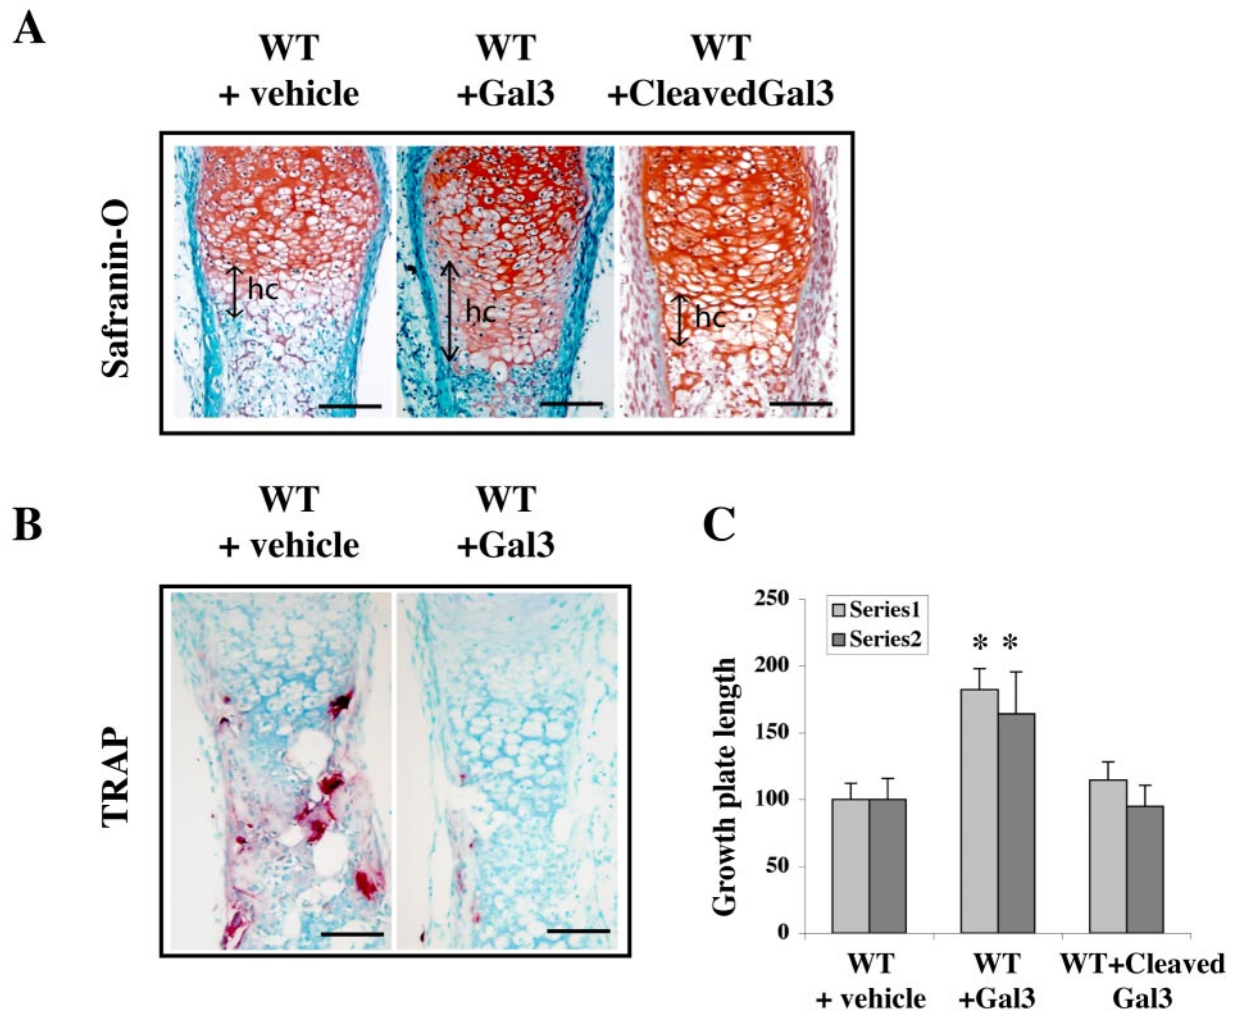 A
WT
+ vehicle
WT
+Gal3
WT
+CleavedGal3
Safranin-O
hc
hc
hc
B
WT
+ vehicle
WT
+Gal3
TRAP
C
250
200
150
100
50
0
Growth plate length
Series1
Series2
* *
WT
+ vehicle
WT
+Gal3
WT+Cleaved
Gal3